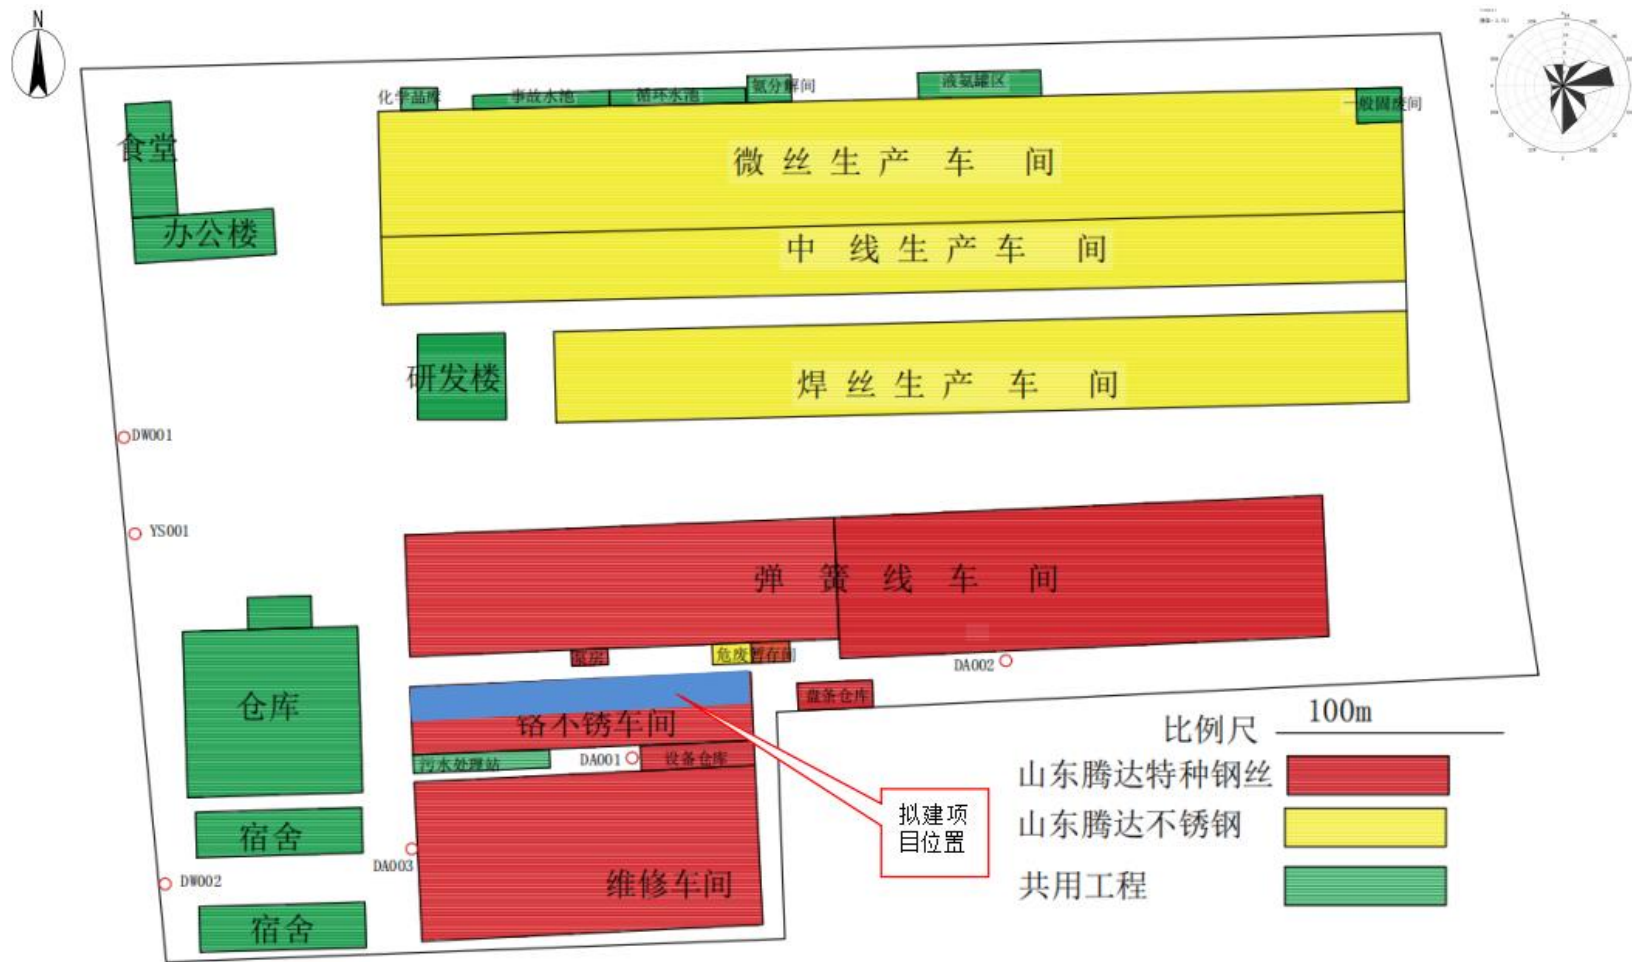 N
化学品库
事故水池
循环水池
氨分解间
液氨罐区
一般固废间
食堂
微丝生产车间
办公楼
中线生产车间
研发楼
焊丝生产车间
DW001
YS001
弹簧线车间
泵房
危废暂存间
DA002
仓库
盘条仓库
铬不锈车间
污水处理站
DA001
设备仓库
比例尺
100m
山东腾达特种钢丝
拟建项
目位置
山东腾达不锈钢
宿舍
DA003
DW002
维修车间
共用工程
宿舍